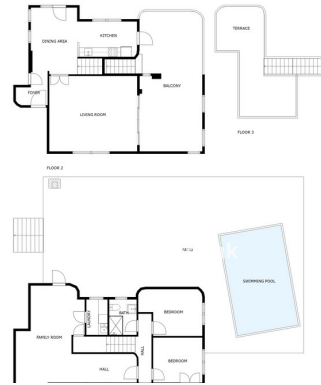 TERRACE
KITCHEN
DINING AREA
BALCONY
FOYER
LIVING ROOM
FLOOR 3
FLOOR 2
SWIMMING POOL
BATH
LAUNDRY
BEDROOM
FAMILY ROOM
HALL
BEDROOM
HALL